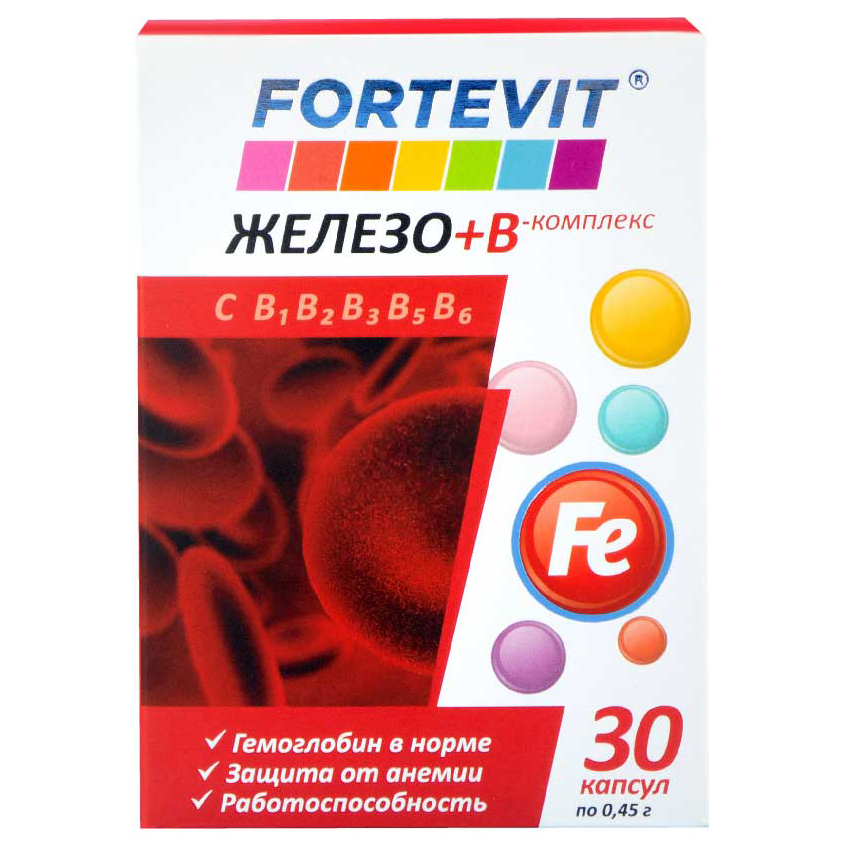 FORTEVIT®
ЖЕЛЕЗО+В-комплекс
С В₁ В₂ В₃ В₅ В₆
Fe
✓ Гемоглобин в норме
✓ Защита от анемии
✓ Работоспособность
30
капсул
по 0,45 г